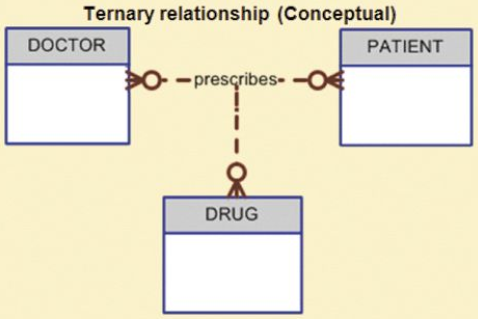 Ternary relationship (Conceptual)
DOCTOR
PATIENT
prescribes
DRUG